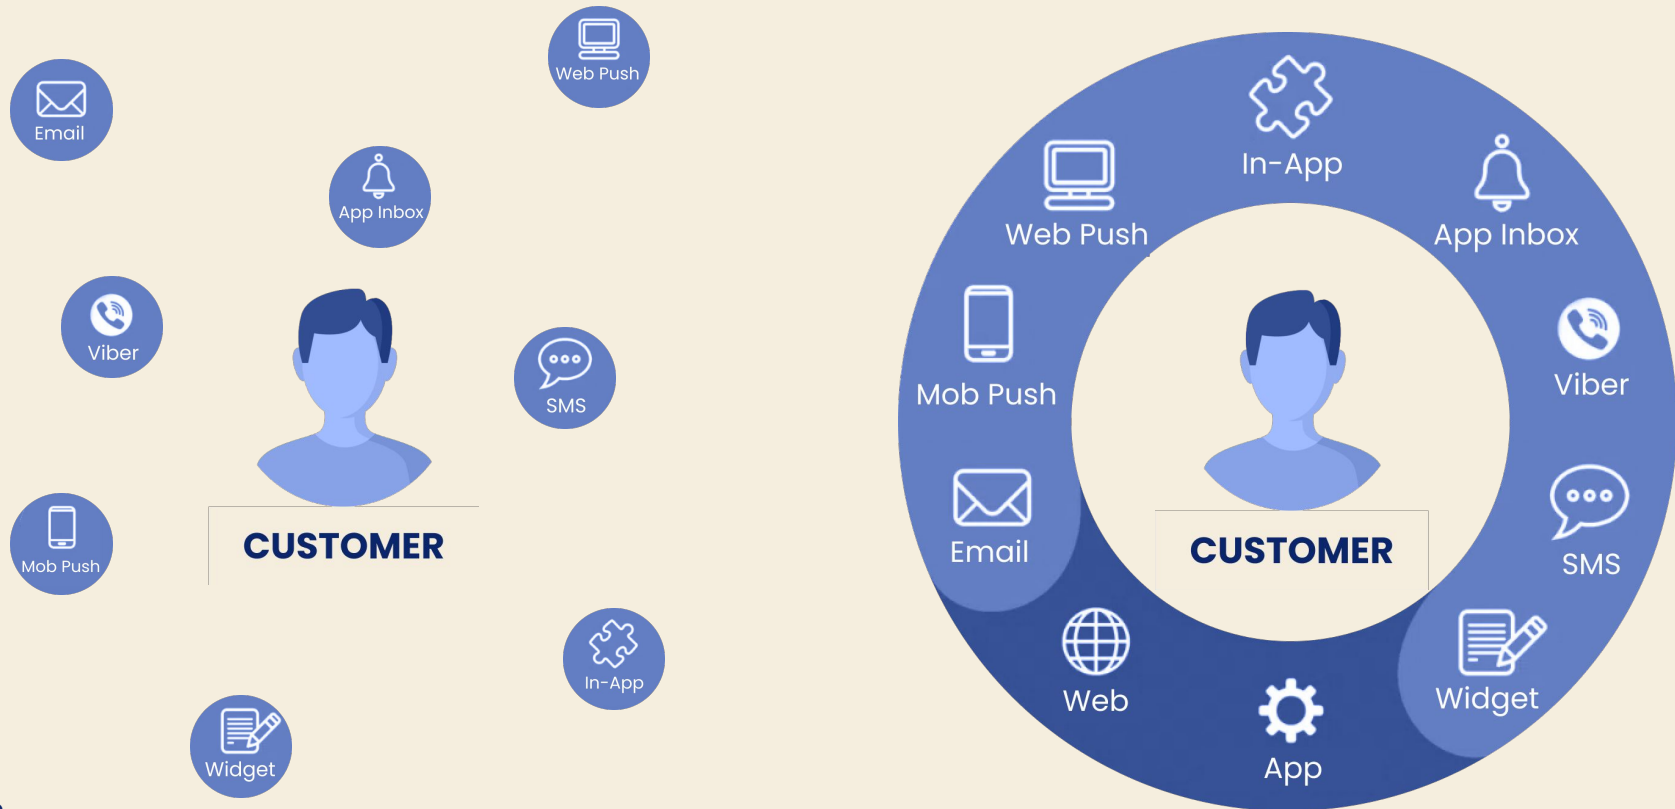 Web Push
Email
App Inbox
Viber
SMS
CUSTOMER
Mob Push
In-App
Widget
In-App
Web Push
App Inbox
Mob Push
Viber
Email
CUSTOMER
SMS
Web
Widget
App